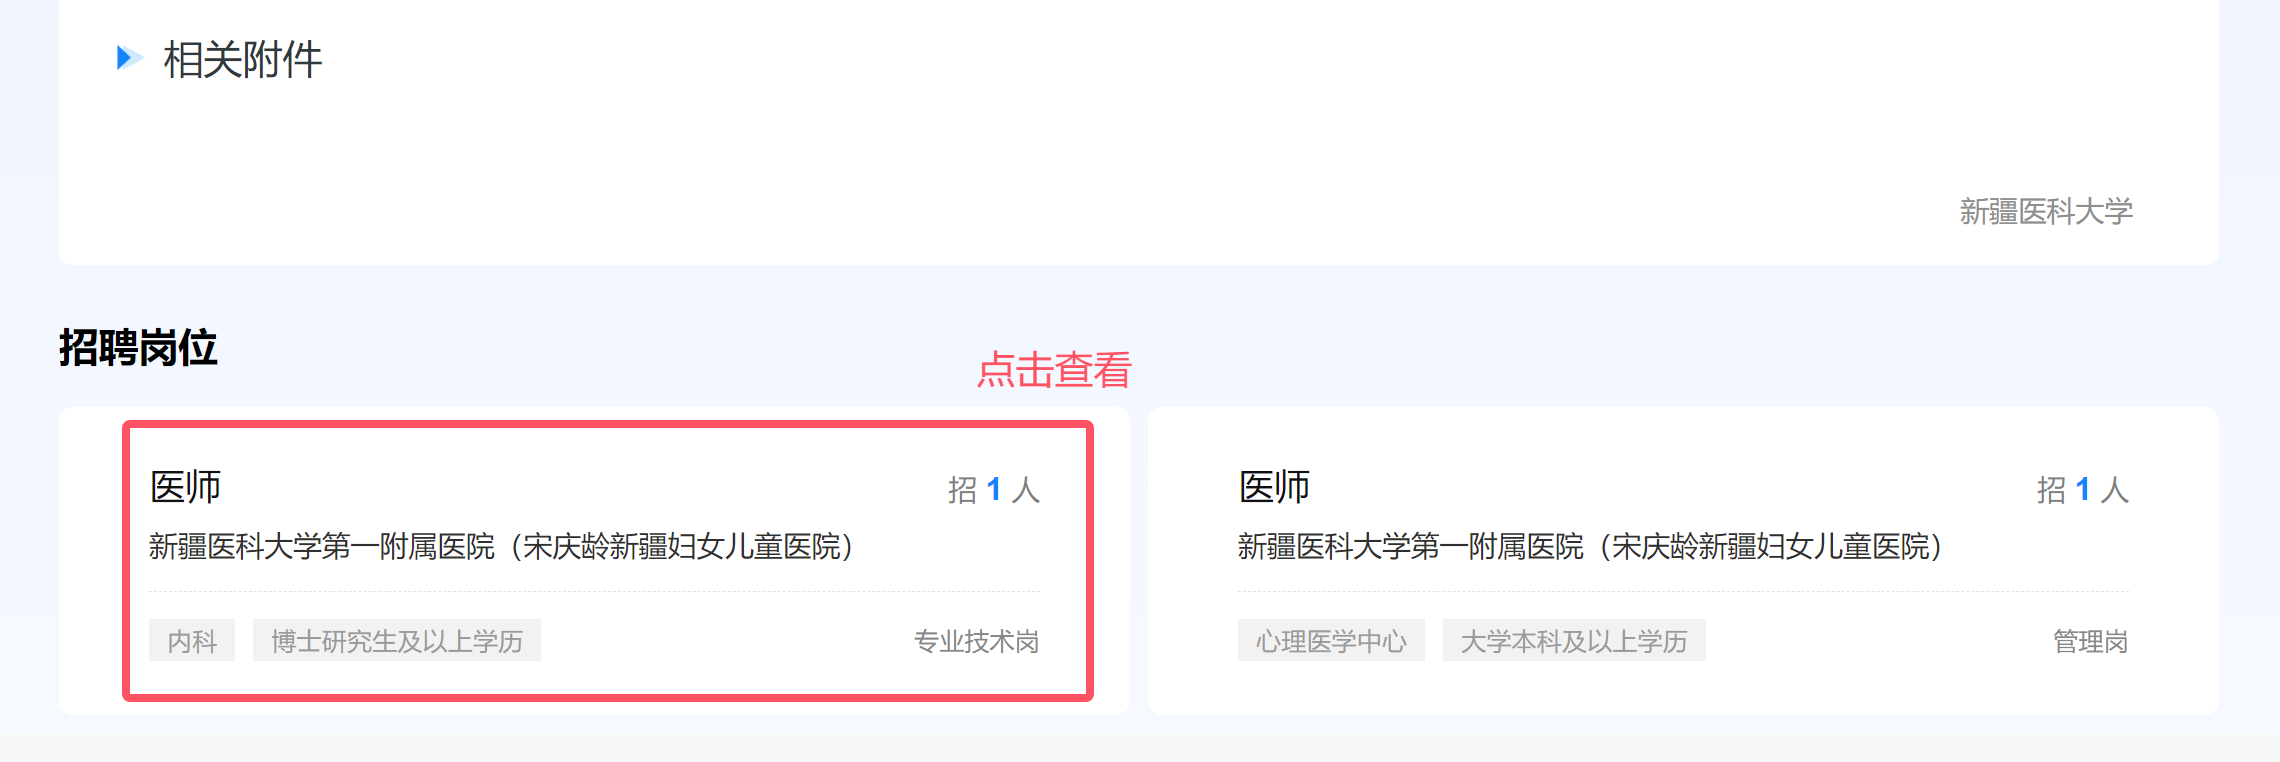 相关附件
新疆医科大学
招聘岗位
点击查看
医师
招 1 人
新疆医科大学第一附属医院（宋庆龄新疆妇女儿童医院）
内科
博士研究生及以上学历
专业技术岗
医师
招 1 人
新疆医科大学第一附属医院（宋庆龄新疆妇女儿童医院）
心理医学中心
大学本科及以上学历
管理岗